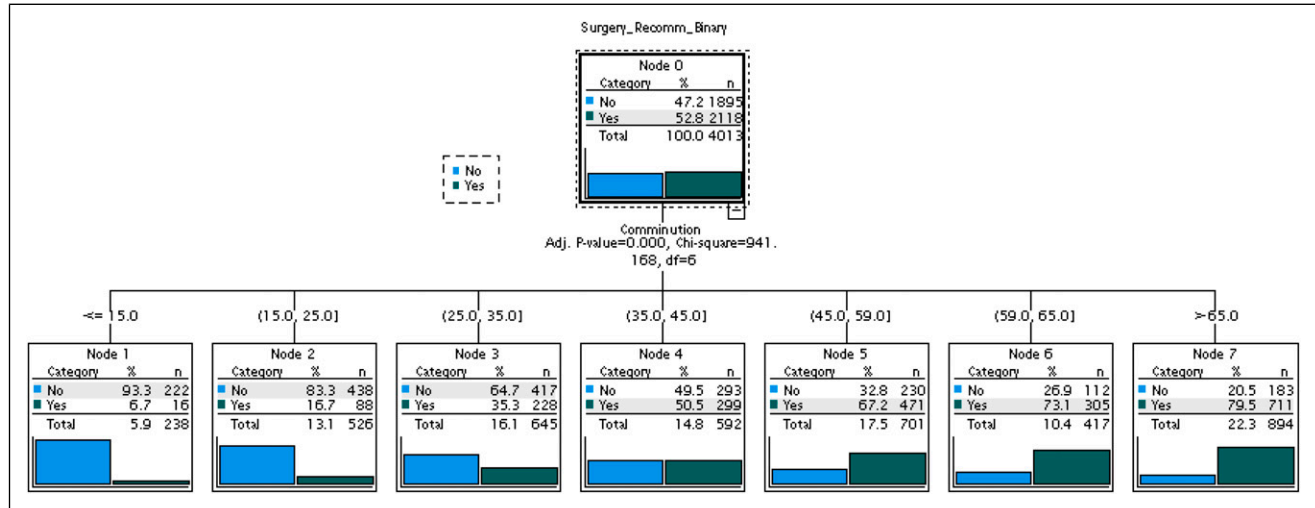 Surgery_Recomm_Binary
Node 0
Category % n
No 47.2 1895
Yes 52.8 2118
Total 100.0 4013
No
Yes
Comminution
Adj. P-value=0.000, Chi-square=941.
168, df=6
<= 15.0
(15.0, 25.0]
(25.0, 35.0]
(35.0, 45.0]
(45.0, 59.0]
(59.0, 65.0]
>65.0
Node 1
Category % n
No 93.3 222
Yes 6.7 16
Total 5.9 238
Node 2
Category % n
No 83.3 438
Yes 16.7 88
Total 13.1 526
Node 3
Category % n
No 64.7 417
Yes 35.3 228
Total 16.1 645
Node 4
Category % n
No 49.5 293
Yes 50.5 299
Total 14.8 592
Node 5
Category % n
No 32.8 230
Yes 67.2 471
Total 17.5 701
Node 6
Category % n
No 26.9 112
Yes 73.1 305
Total 10.4 417
Node 7
Category % n
No 20.5 183
Yes 79.5 711
Total 22.3 894